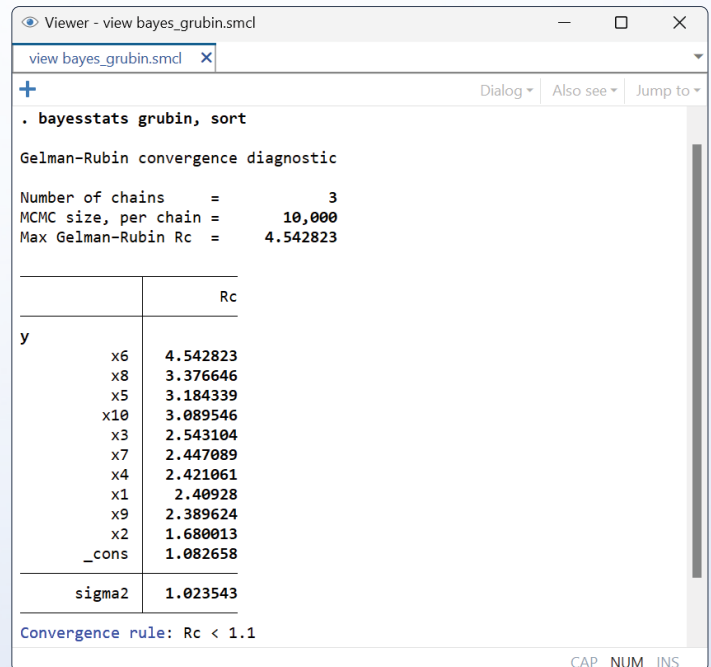 Viewer - view bayes_grubin.smcl
view bayes_grubin.smcl
Dialog Also see Jump to
. bayesstats grubin, sort
Gelman-Rubin convergence diagnostic
Number of chains = 3
MCMC size, per chain = 10,000
Max Gelman-Rubin Rc = 4.542823
Rc
y
x6 4.542823
x8 3.376646
x5 3.184339
x10 3.089546
x3 2.543104
x7 2.447089
x4 2.421061
x1 2.40928
x9 2.389624
x2 1.680013
_cons 1.082658
sigma2 1.023543
Convergence rule: Rc < 1.1
CAP NUM INS